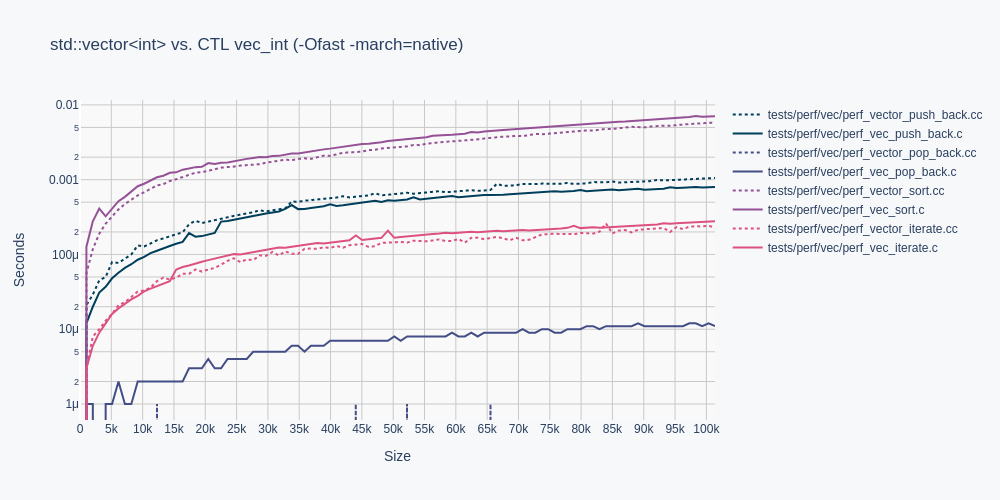 std::vector<int> vs. CTL vec_int (-Ofast -march=native)
0.01
5
2
0.001
5
2
100μ
5
2
10μ
5
2
1μ
0 5k 10k 15k 20k 25k 30k 35k 40k 45k 50k 55k 60k 65k 70k 75k 80k 85k 90k 95k 100k
Size
seconds
tests/perf/vec/perf_vector_push_back.cc
tests/perf/vec/perf_vec_push_back.c
tests/perf/vec/perf_vector_pop_back.cc
tests/perf/vec/perf_vec_pop_back.c
tests/perf/vec/perf_vector_sort.cc
tests/perf/vec/perf_vec_sort.c
tests/perf/vec/perf_vector_iterate.cc
tests/perf/vec/perf_vec_iterate.c